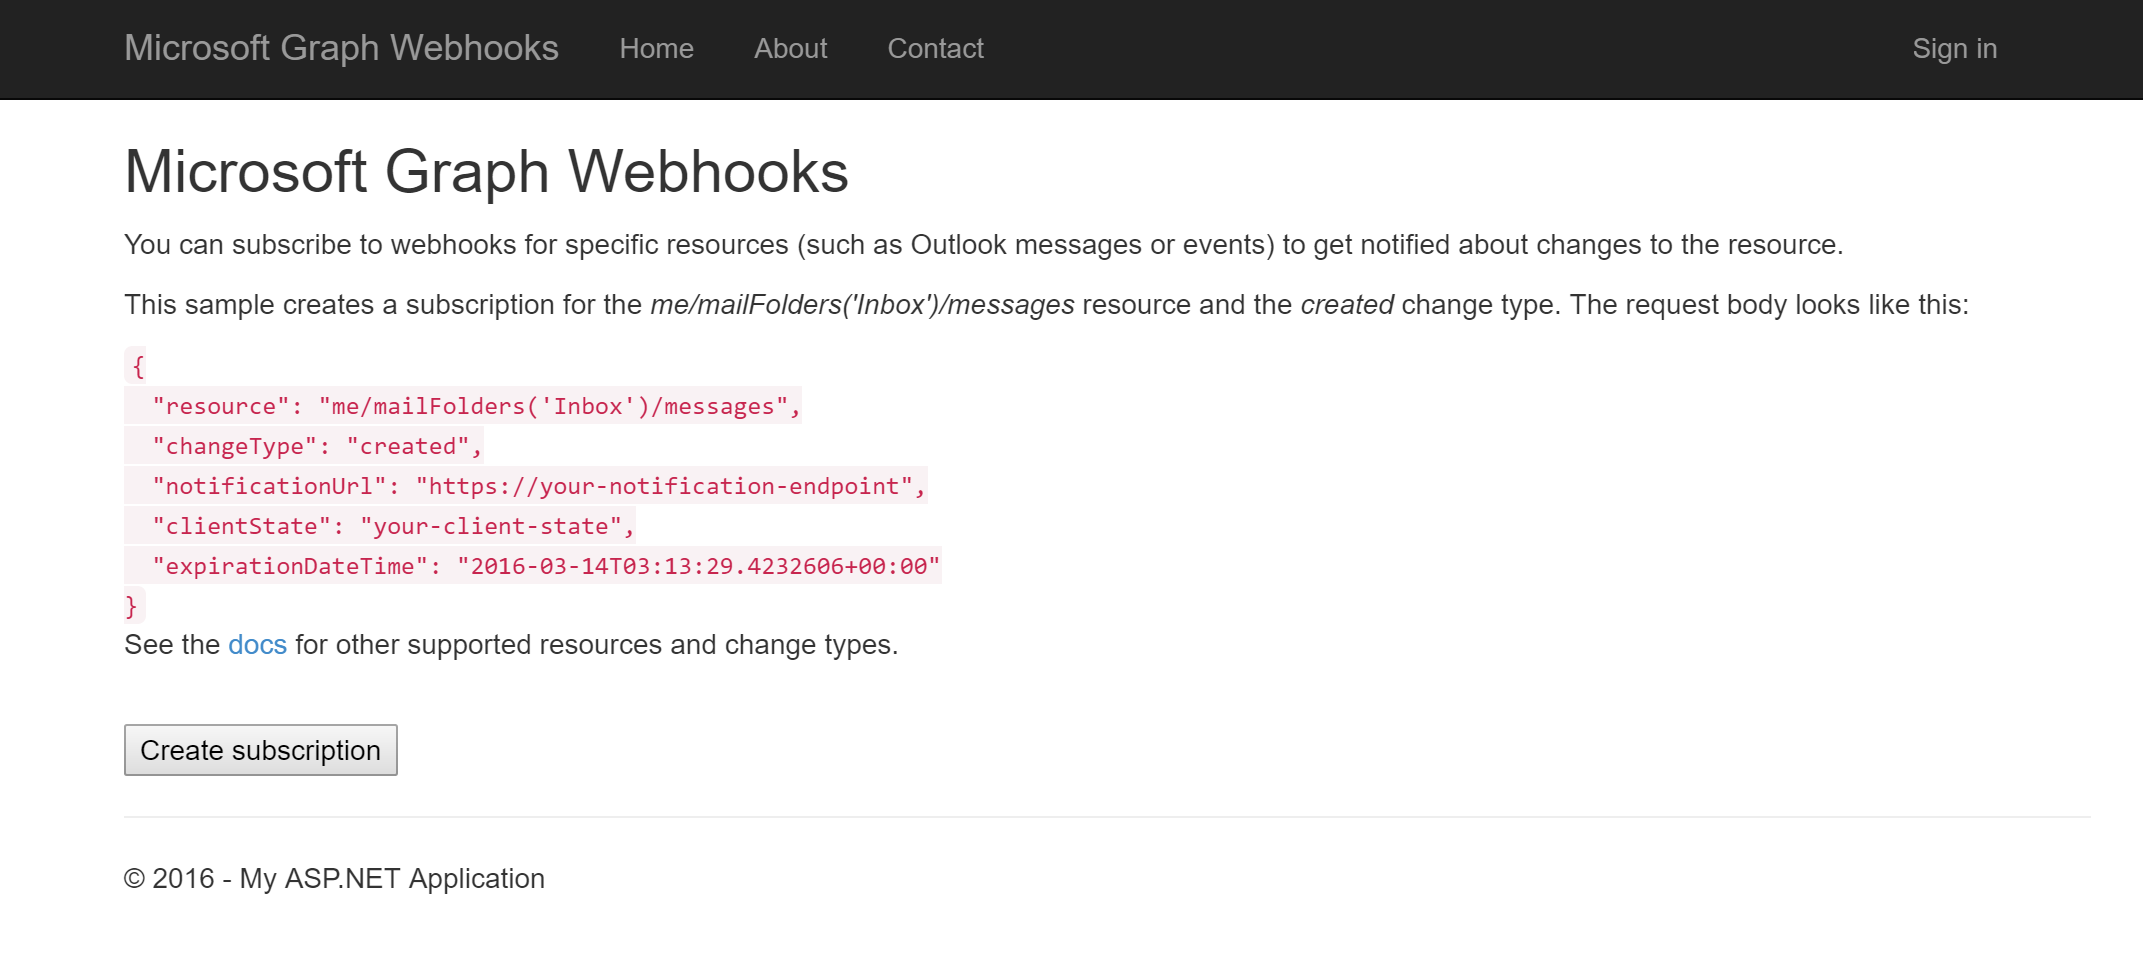 Microsoft Graph Webhooks Home About Contact Sign in
Microsoft Graph Webhooks
You can subscribe to webhooks for specific resources (such as Outlook messages or events) to get notified about changes to the resource.
This sample creates a subscription for the me/mailFolders('Inbox')/messages resource and the created change type. The request body looks like this:
{
  "resource": "me/mailFolders('Inbox')/messages",
  "changeType": "created",
  "notificationUrl": "https://your-notification-endpoint",
  "clientState": "your-client-state",
  "expirationDateTime": "2016-03-14T03:13:29.4232606+00:00"
}
See the docs for other supported resources and change types.
Create subscription
© 2016 - My ASP.NET Application